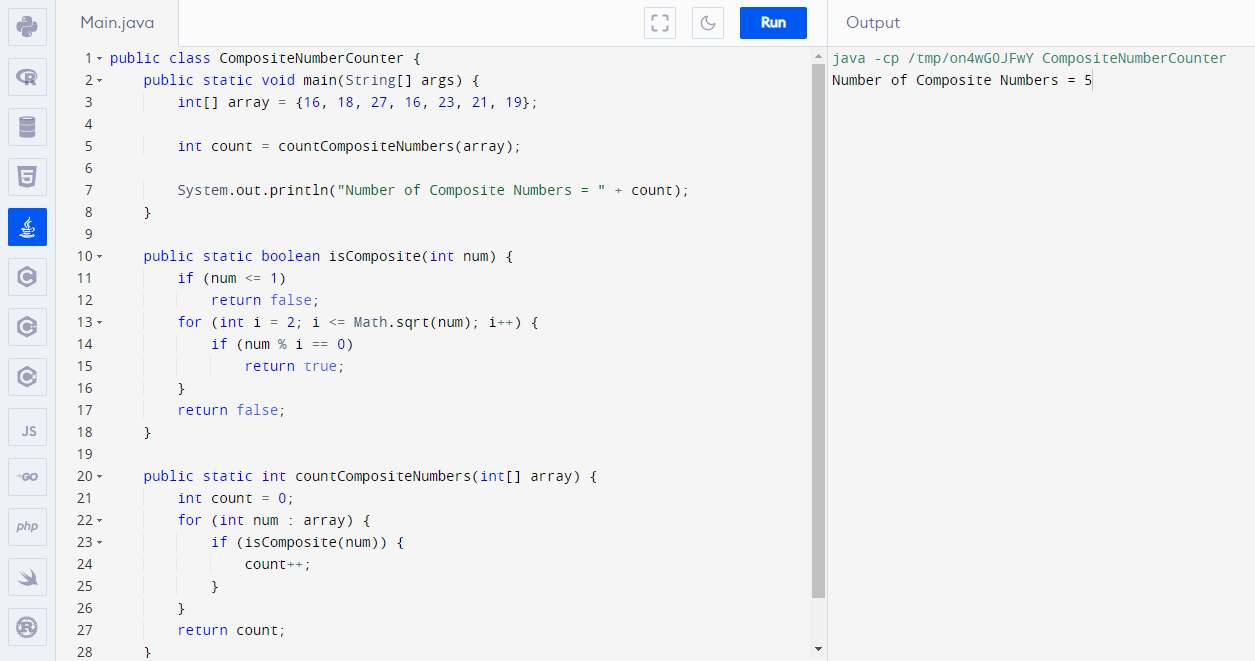 Main.java
Run
Output
1 public class CompositeNumberCounter {
2     public static void main(String[] args) {
3         int[] array = {16, 18, 27, 16, 23, 21, 19};
4
5         int count = countCompositeNumbers(array);
6
7         System.out.println("Number of Composite Numbers = " + count);
8     }
9
10     public static boolean isComposite(int num) {
11         if (num <= 1)
12             return false;
13         for (int i = 2; i <= Math.sqrt(num); i++) {
14             if (num % i == 0)
15                 return true;
16         }
17         return false;
18     }
19
20     public static int countCompositeNumbers(int[] array) {
21         int count = 0;
22         for (int num : array) {
23             if (isComposite(num)) {
24                 count++;
25             }
26         }
27         return count;
28     }
java -cp /tmp/on4wGOJFwY CompositeNumberCounter
Number of Composite Numbers = 5
R
5
C
C
C
JS
GO
php
R